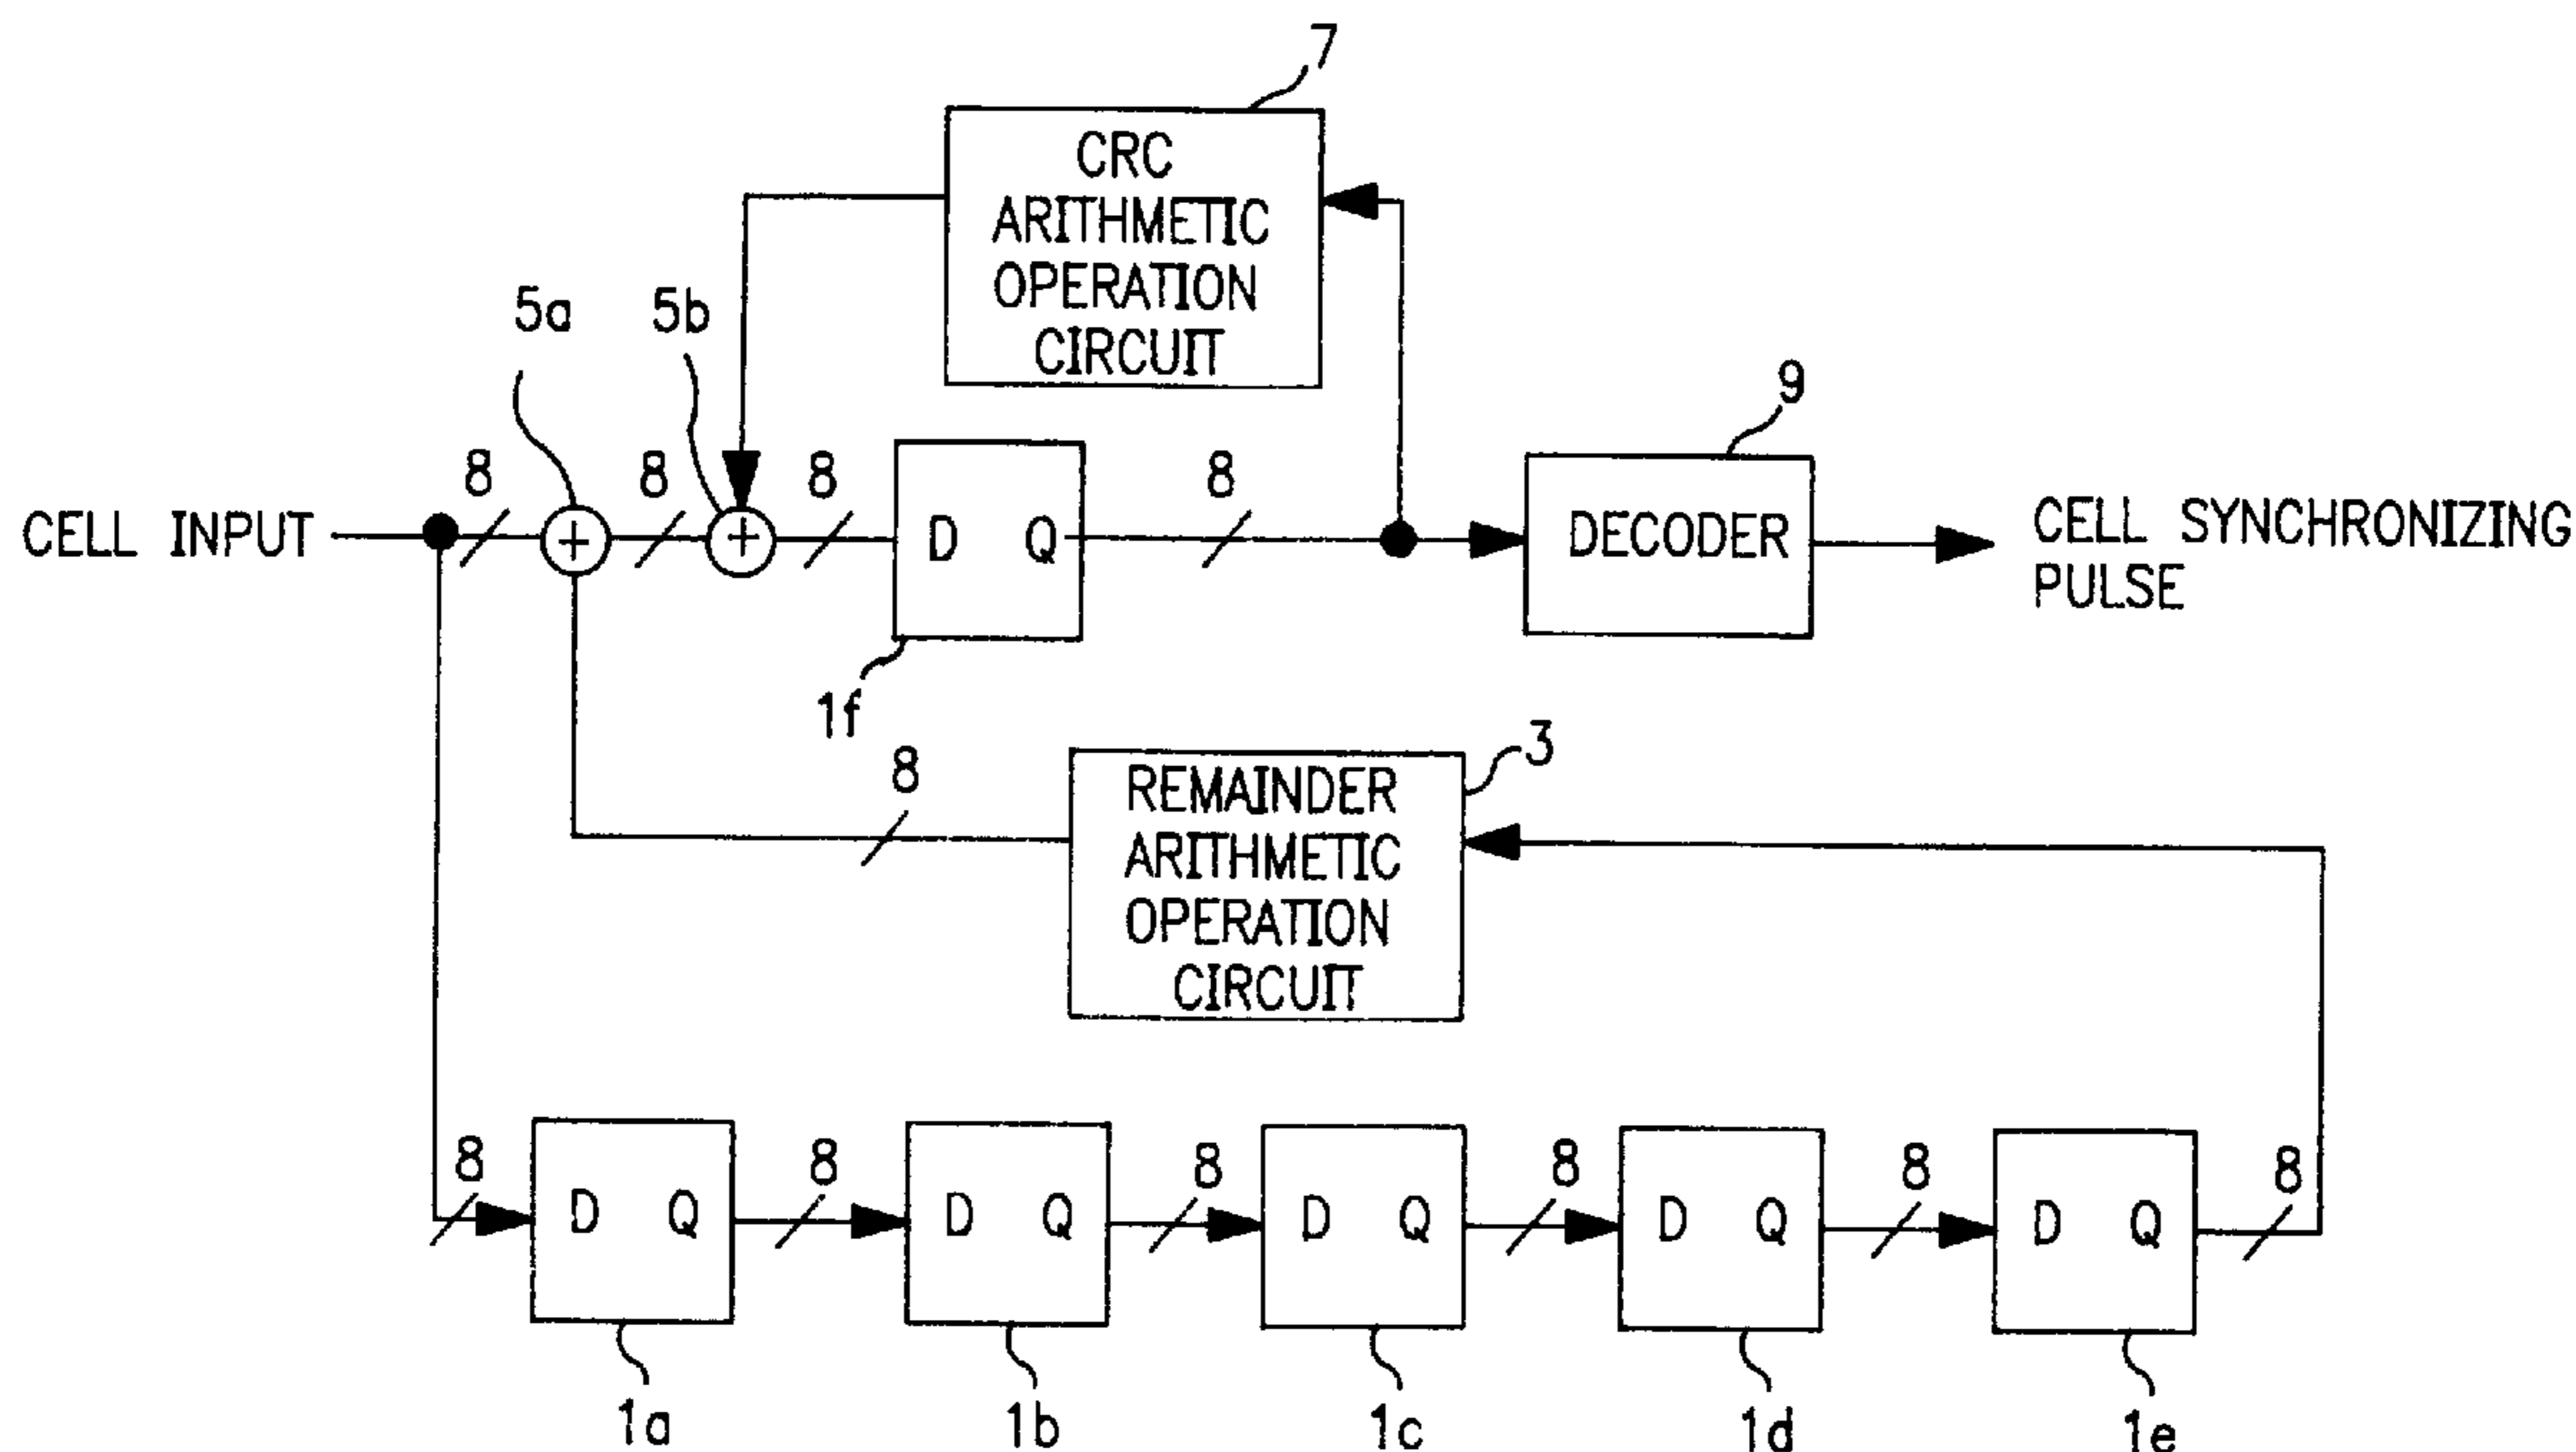 7
CRC
ARITHMETIC
OPERATION
CIRCUIT
5a
5b
9
8
8
8
8
CELL INPUT
+
+
D Q
DECODER
CELL SYNCHRONIZING
PULSE
1f
8
3
REMAINDER
ARITHMETIC
OPERATION
CIRCUIT
8
8
8
8
8
8
D Q
D Q
D Q
D Q
D Q
1a
1b
1c
1d
1e